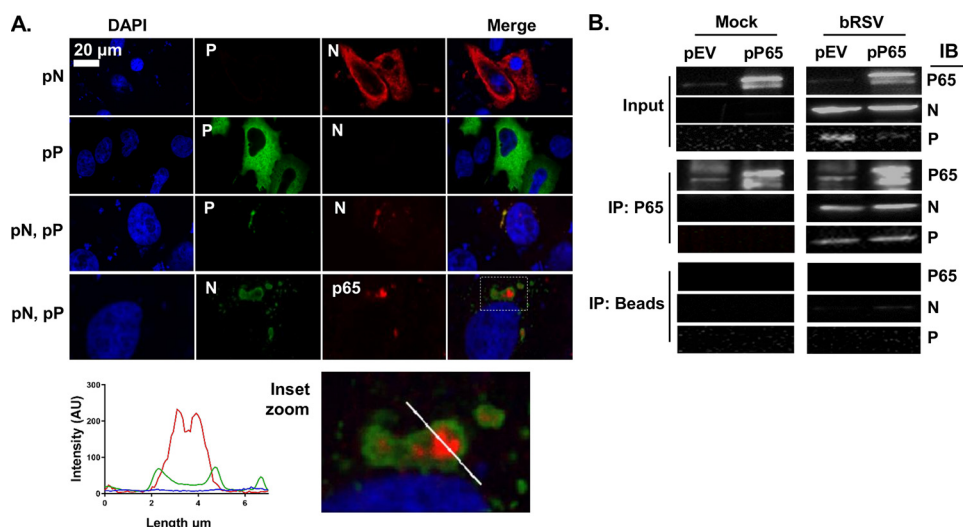 A.
DAPI
Merge
20 µm
P
N
pN
P
N
pP
P
N
pN, pP
N
p65
pN, pP
Inset
zoom
300
200
100
0
Intensity (AU)
0 2 4 6
Length µm
B.
Mock bRSV
pEV pP65 pEV pP65 IB
Input
P65
N
P
IP: P65
P65
N
P
IP: Beads
P65
N
P